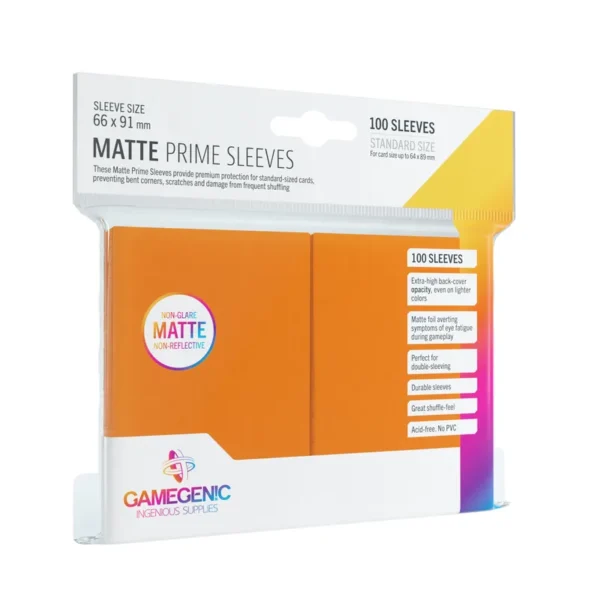 SLEEVE SIZE
66 x 91 mm
MATTE PRIME SLEEVES
These Matte Prime Sleeves provide premium protection for standard-sized cards,
preventing bent corners, scratches and damage from frequent shuffling
100 SLEEVES
STANDARD SIZE
For card size up to 64 x 89 mm
NON-GLARE
MATTE
NON-REFLECTIVE
100 SLEEVES
Extra-high back-cover
opacity, even on lighter
colors
Matte foil averting
symptoms of eye fatigue
during gameplay
Perfect for
double-sleeving
Durable sleeves
Great shuffle-feel
Acid-free, No PVC
GAMEGEN!C
INGENIOUS SUPPLIES